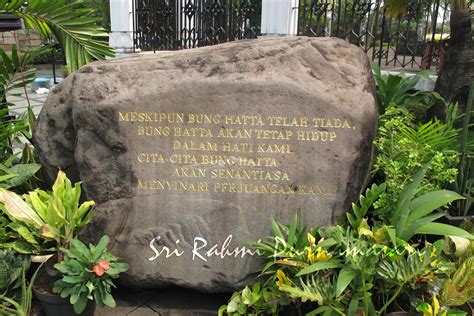 MESKIPUN BUNG HATTA TELAH TIADA,
BUNG HATTA AKAN TETAP HIDUP
DALAM HATI KAMI.
CITA-CITA BUNG HATTA
AKAN SENANTIASA
MENYINARI PERJUANGAN KAMI.
Sri Rahmi